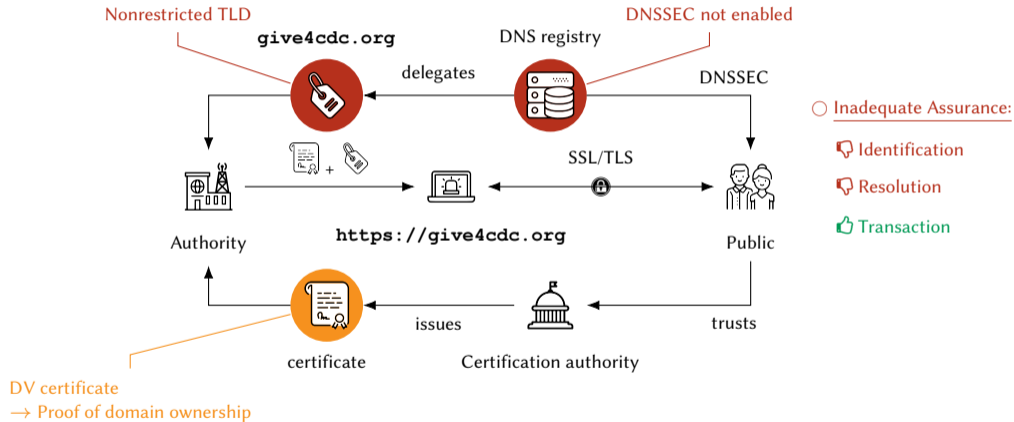 Nonrestricted TLD
DNSSEC not enabled
give4cdc.org
DNS registry
delegates
DNSSEC
Inadequate Assurance:
Identification
Resolution
Transaction
+
SSL/TLS
Authority
https://give4cdc.org
Public
issues
trusts
certificate
Certification authority
DV certificate
→ Proof of domain ownership